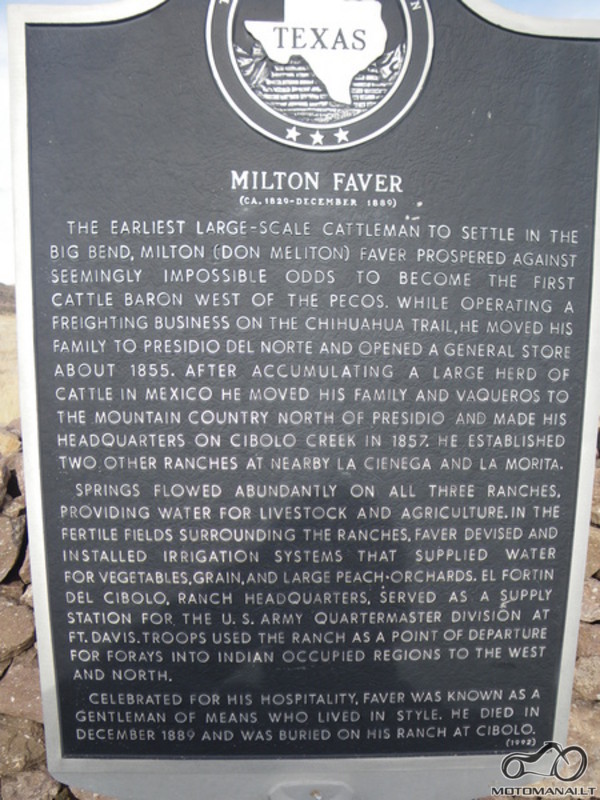 TEXAS
MILTON FAVER
(CA. 1829-DECEMBER 1889)
THE EARLIEST LARGE-SCALE CATTLEMAN TO SETTLE IN THE
BIG BEND, MILTON (DON MELITON) FAVER PROSPERED AGAINST
SEEMINGLY IMPOSSIBLE ODDS TO BECOME THE FIRST
CATTLE BARON WEST OF THE PECOS. WHILE OPERATING A
FREIGHTING BUSINESS ON THE CHIHUAHUA TRAIL, HE MOVED HIS
FAMILY TO PRESIDIO DEL NORTE AND OPENED A GENERAL STORE
ABOUT 1855. AFTER ACCUMULATING A LARGE HERD OF
CATTLE IN MEXICO HE MOVED HIS FAMILY AND VAQUEROS TO
THE MOUNTAIN COUNTRY NORTH OF PRESIDIO AND MADE HIS
HEADQUARTERS ON CIBOLO CREEK IN 1857. HE ESTABLISHED
TWO OTHER RANCHES AT NEARBY LA CIENEGA AND LA MORITA.
SPRINGS FLOWED ABUNDANTLY ON ALL THREE RANCHES,
PROVIDING WATER FOR LIVESTOCK AND AGRICULTURE. IN THE
FERTILE FIELDS SURROUNDING THE RANCHES, FAVER DEVISED AND
INSTALLED IRRIGATION SYSTEMS THAT SUPPLIED WATER
FOR VEGETABLES, GRAIN, AND LARGE PEACH ORCHARDS. EL FORTIN
DEL CIBOLO, RANCH HEADQUARTERS, SERVED AS A SUPPLY
STATION FOR THE U.S. ARMY QUARTERMASTER DIVISION AT
FT. DAVIS. TROOPS USED THE RANCH AS A POINT OF DEPARTURE
FOR FORAYS INTO INDIAN OCCUPIED REGIONS TO THE WEST
AND NORTH.
CELEBRATED FOR HIS HOSPITALITY, FAVER WAS KNOWN AS A
GENTLEMAN OF MEANS WHO LIVED IN STYLE. HE DIED IN
DECEMBER 1889 AND WAS BURIED ON HIS RANCH AT CIBOLO.
(1992)
MOTOMANAI.LT